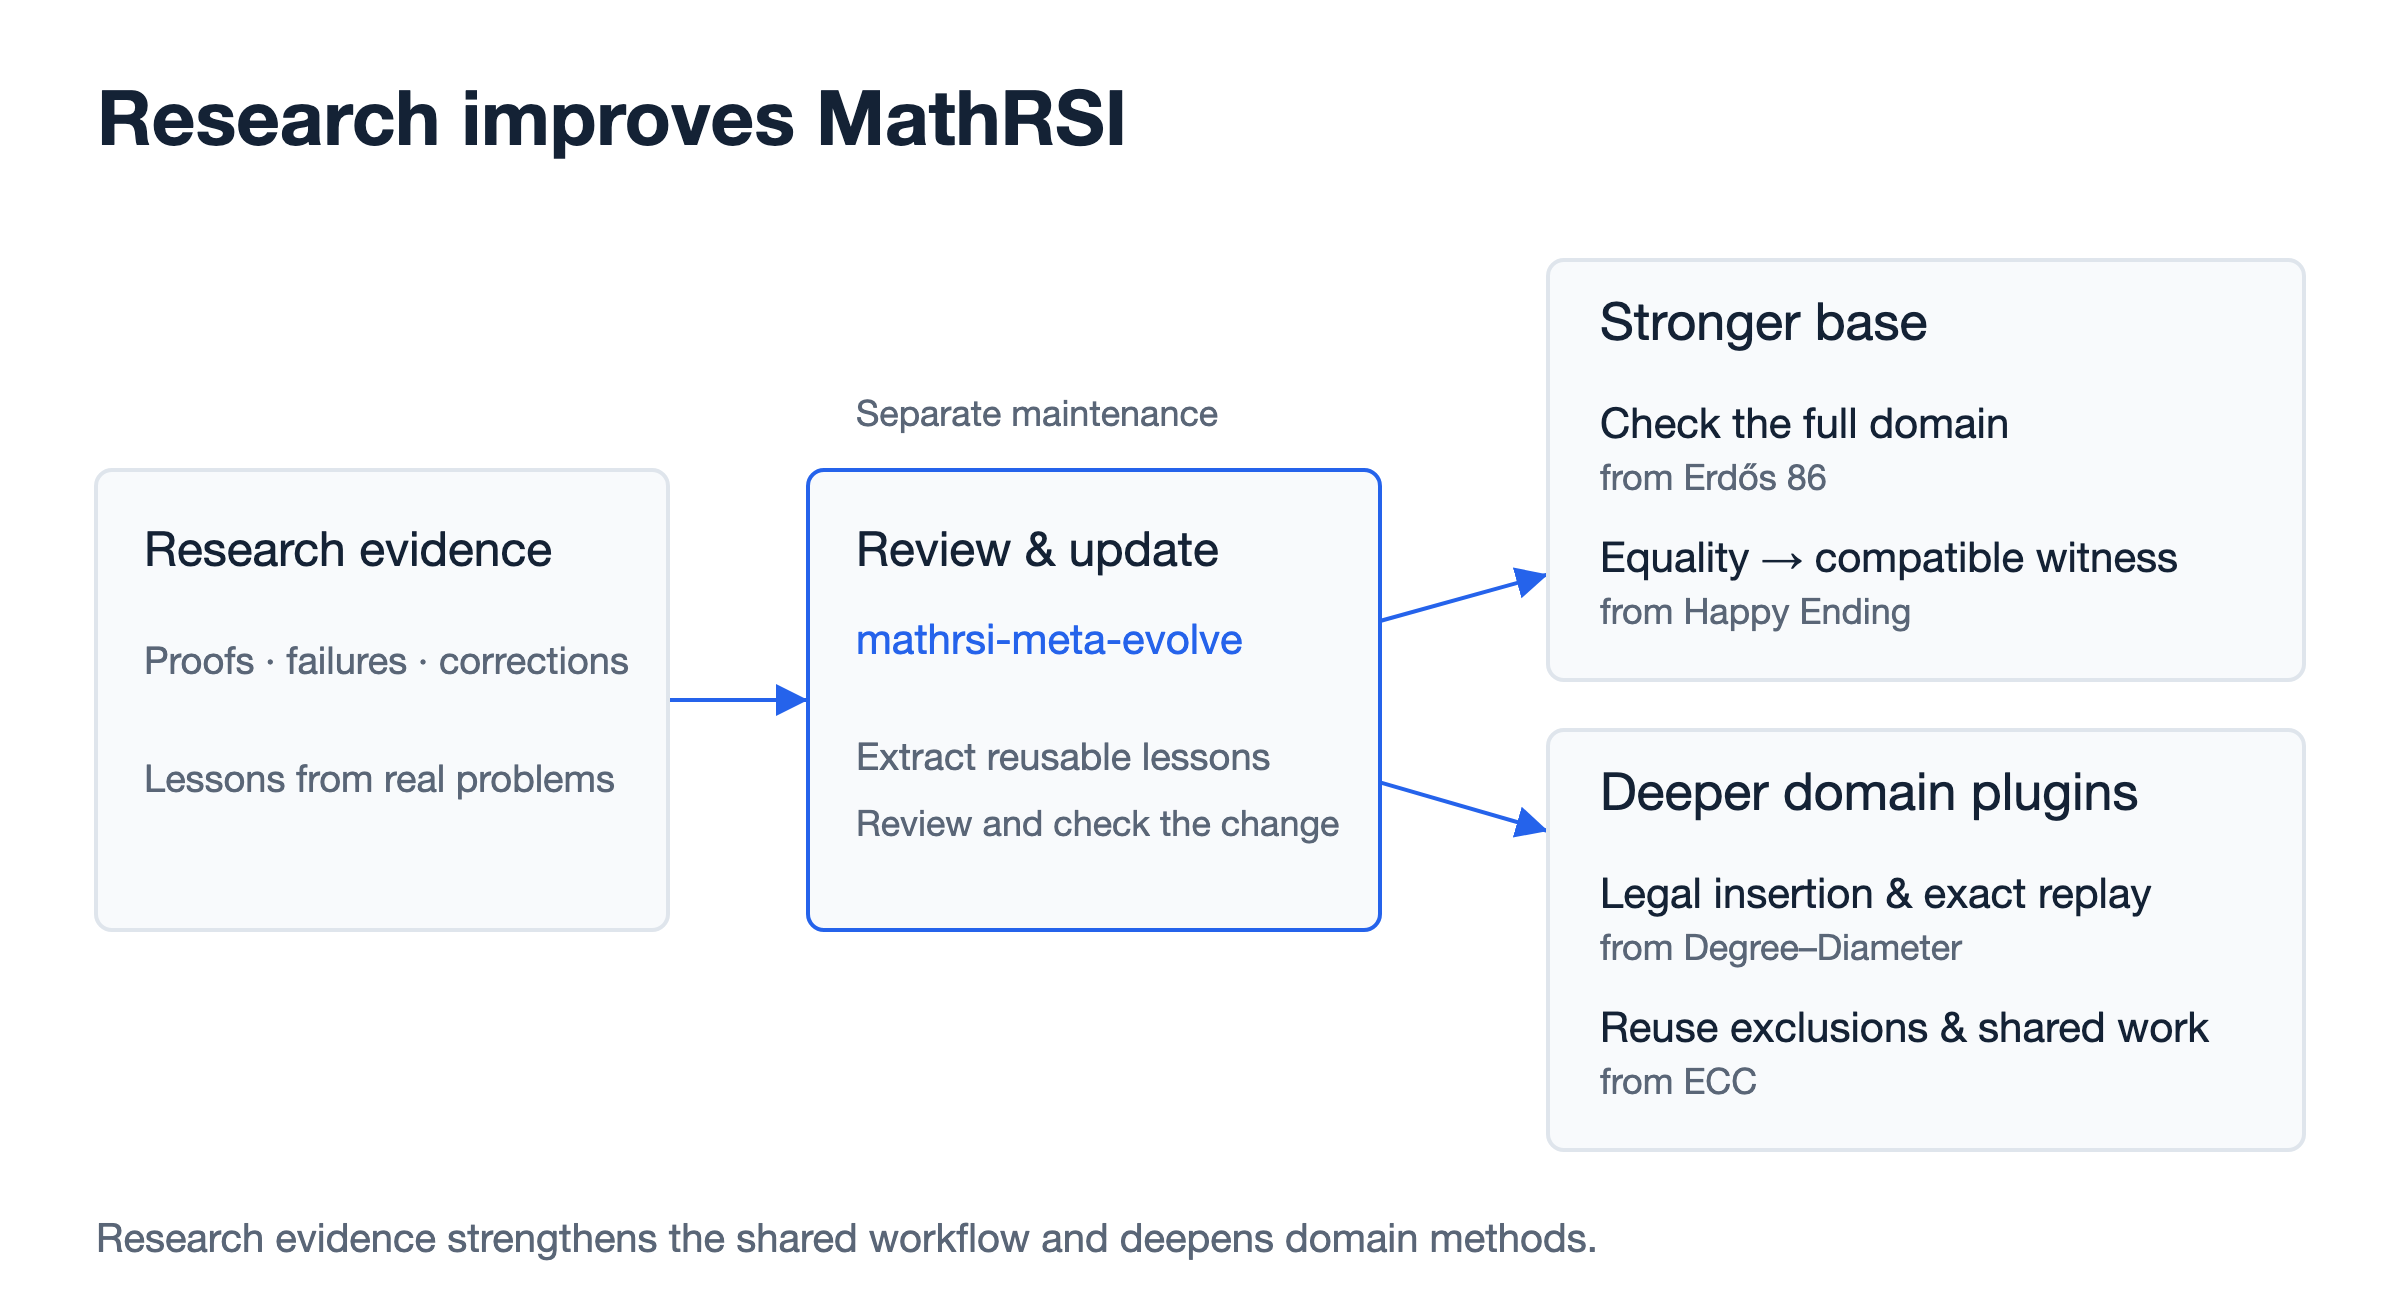 Research improves MathRSI
Research evidence
Proofs · failures · corrections
Lessons from real problems
Separate maintenance
Review & update
mathrsi-meta-evolve
Extract reusable lessons
Review and check the change
Stronger base
Check the full domain
from Erdős 86
Equality → compatible witness
from Happy Ending
Deeper domain plugins
Legal insertion & exact replay
from Degree–Diameter
Reuse exclusions & shared work
from ECC
Research evidence strengthens the shared workflow and deepens domain methods.